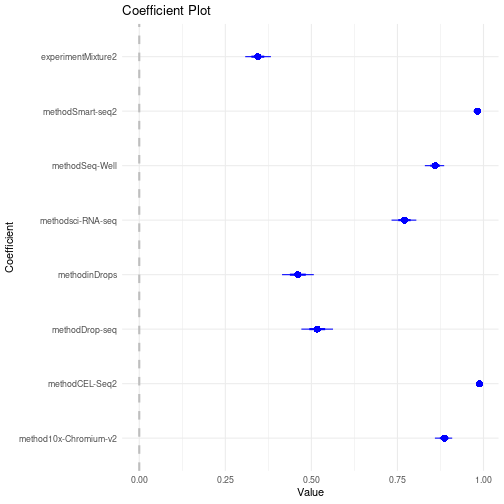 Coefficient Plot
Coefficient
experimentMixture2
methodSmart-seq2
methodSeq-Well
methodsci-RNA-seq
methodinDrops
methodDrop-seq
methodCEL-Seq2
method10x-Chromium-v2
0.00 0.25 0.50 0.75 1.00
Value